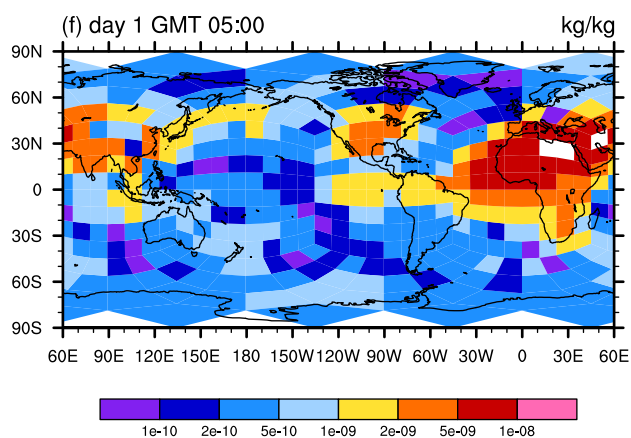 (f) day 1 GMT 05:00 kg/kg
90N
60N
30N
0
30S
60S
90S
60E 90E 120E 150E 180 150W 120W 90W 60W 30W 0 30E 60E
1e-10 2e-10 5e-10 1e-09 2e-09 5e-09 1e-08